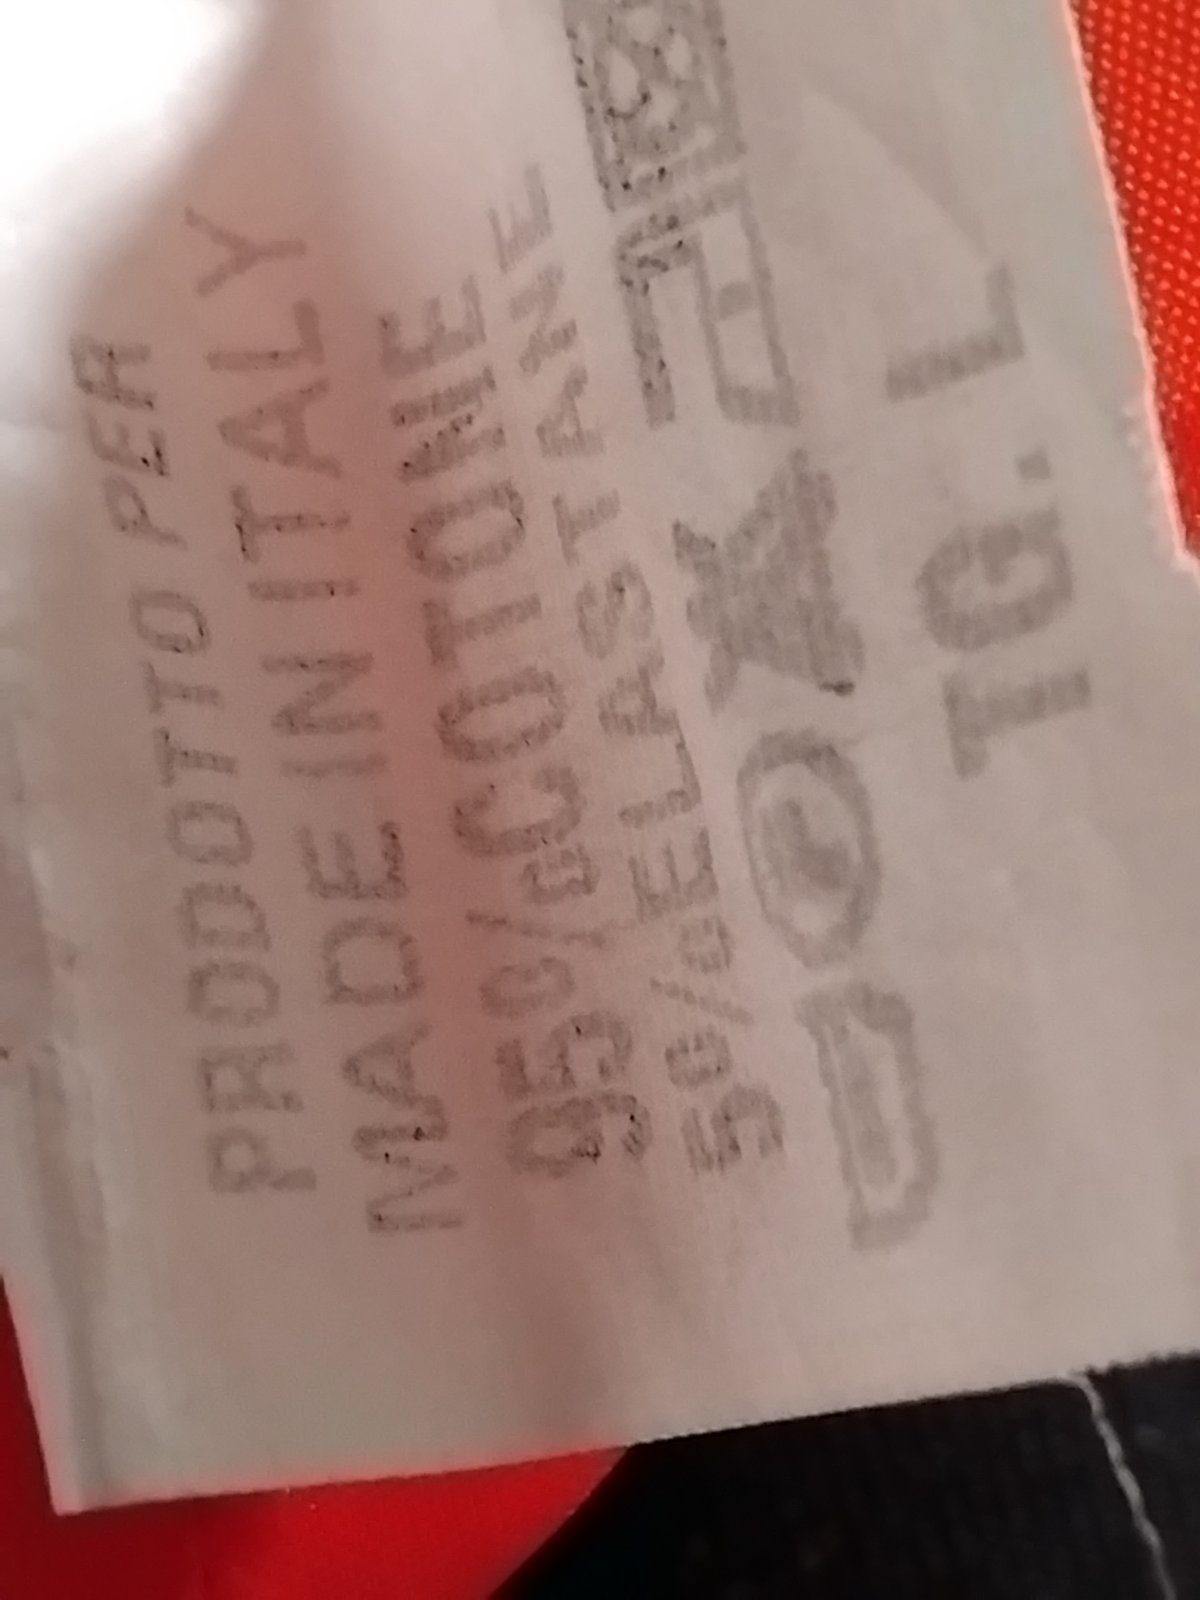 PRODOTTO PER
MADE IN ITALY
95°/°COTONE
5°/°ELASTANE
TG. L